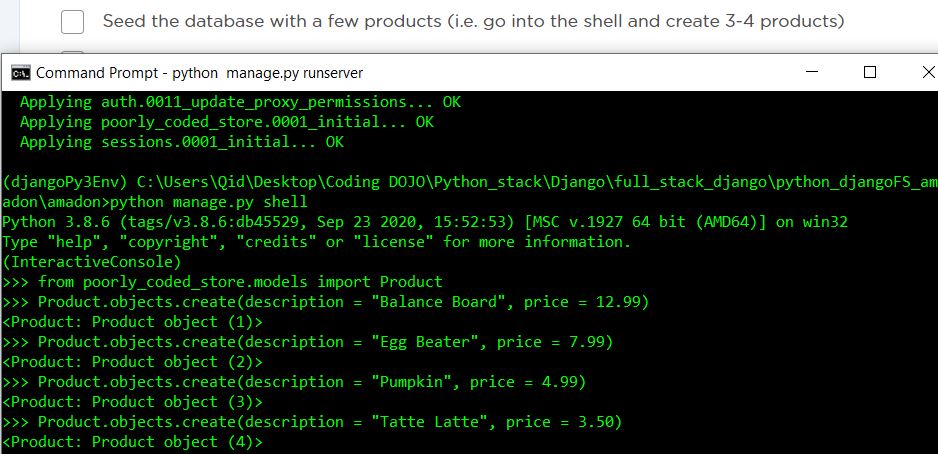 Seed the database with a few products (i.e. go into the shell and create 3-4 products)
Command Prompt - python  manage.py runserver
  Applying auth.0011_update_proxy_permissions... OK
  Applying poorly_coded_store.0001_initial... OK
  Applying sessions.0001_initial... OK
(djangoPy3Env) C:\Users\Qid\Desktop\Coding DOJO\Python_stack\Django\full_stack_django\python_djangoFS_am
adon\amadon>python manage.py shell
Python 3.8.6 (tags/v3.8.6:db45529, Sep 23 2020, 15:52:53) [MSC v.1927 64 bit (AMD64)] on win32
Type "help", "copyright", "credits" or "license" for more information.
(InteractiveConsole)
>>> from poorly_coded_store.models import Product
>>> Product.objects.create(description = "Balance Board", price = 12.99)
<Product: Product object (1)>
>>> Product.objects.create(description = "Egg Beater", price = 7.99)
<Product: Product object (2)>
>>> Product.objects.create(description = "Pumpkin", price = 4.99)
<Product: Product object (3)>
>>> Product.objects.create(description = "Tatte Latte", price = 3.50)
<Product: Product object (4)>